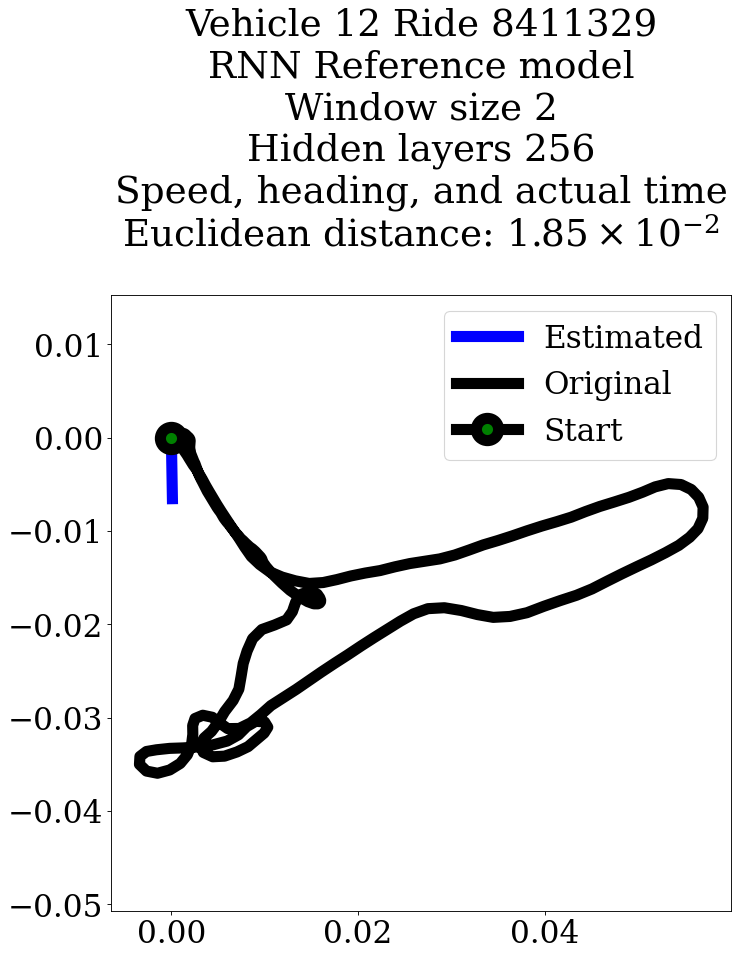 Vehicle 12 Ride 8411329
RNN Reference model
Window size 2
Hidden layers 256
Speed, heading, and actual time
Euclidean distance: 1.85 × 10⁻²
Estimated
Original
Start
0.01
0.00
−0.01
−0.02
−0.03
−0.04
−0.05
0.00 0.02 0.04